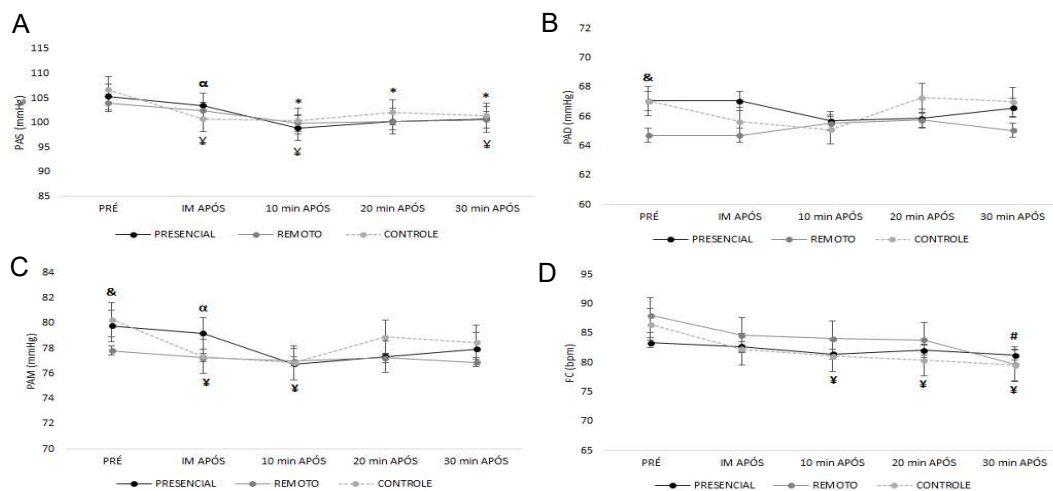 A
115
110
105
100
95
90
85
PAS (mmHg)
α
*
*
*
¥
¥
¥
PRÉ IM APÓS 10 min APÓS 20 min APÓS 30 min APÓS
PRESENCIAL REMOTO CONTROLE
B
72
70
68
66
64
62
60
PAD (mmHg)
&
PRÉ IM APÓS 10 min APÓS 20 min APÓS 30 min APÓS
PRESENCIAL REMOTO CONTROLE
C
84
82
80
78
76
74
72
70
PAM (mmHg)
&
α
¥
¥
PRÉ IM APÓS 10 min APÓS 20 min APÓS 30 min APÓS
PRESENCIAL REMOTO CONTROLE
D
95
90
85
80
75
70
65
FC (bpm)
#
¥
¥
¥
PRÉ IM APÓS 10 min APÓS 20 min APÓS 30 min APÓS
PRESENCIAL REMOTO CONTROLE